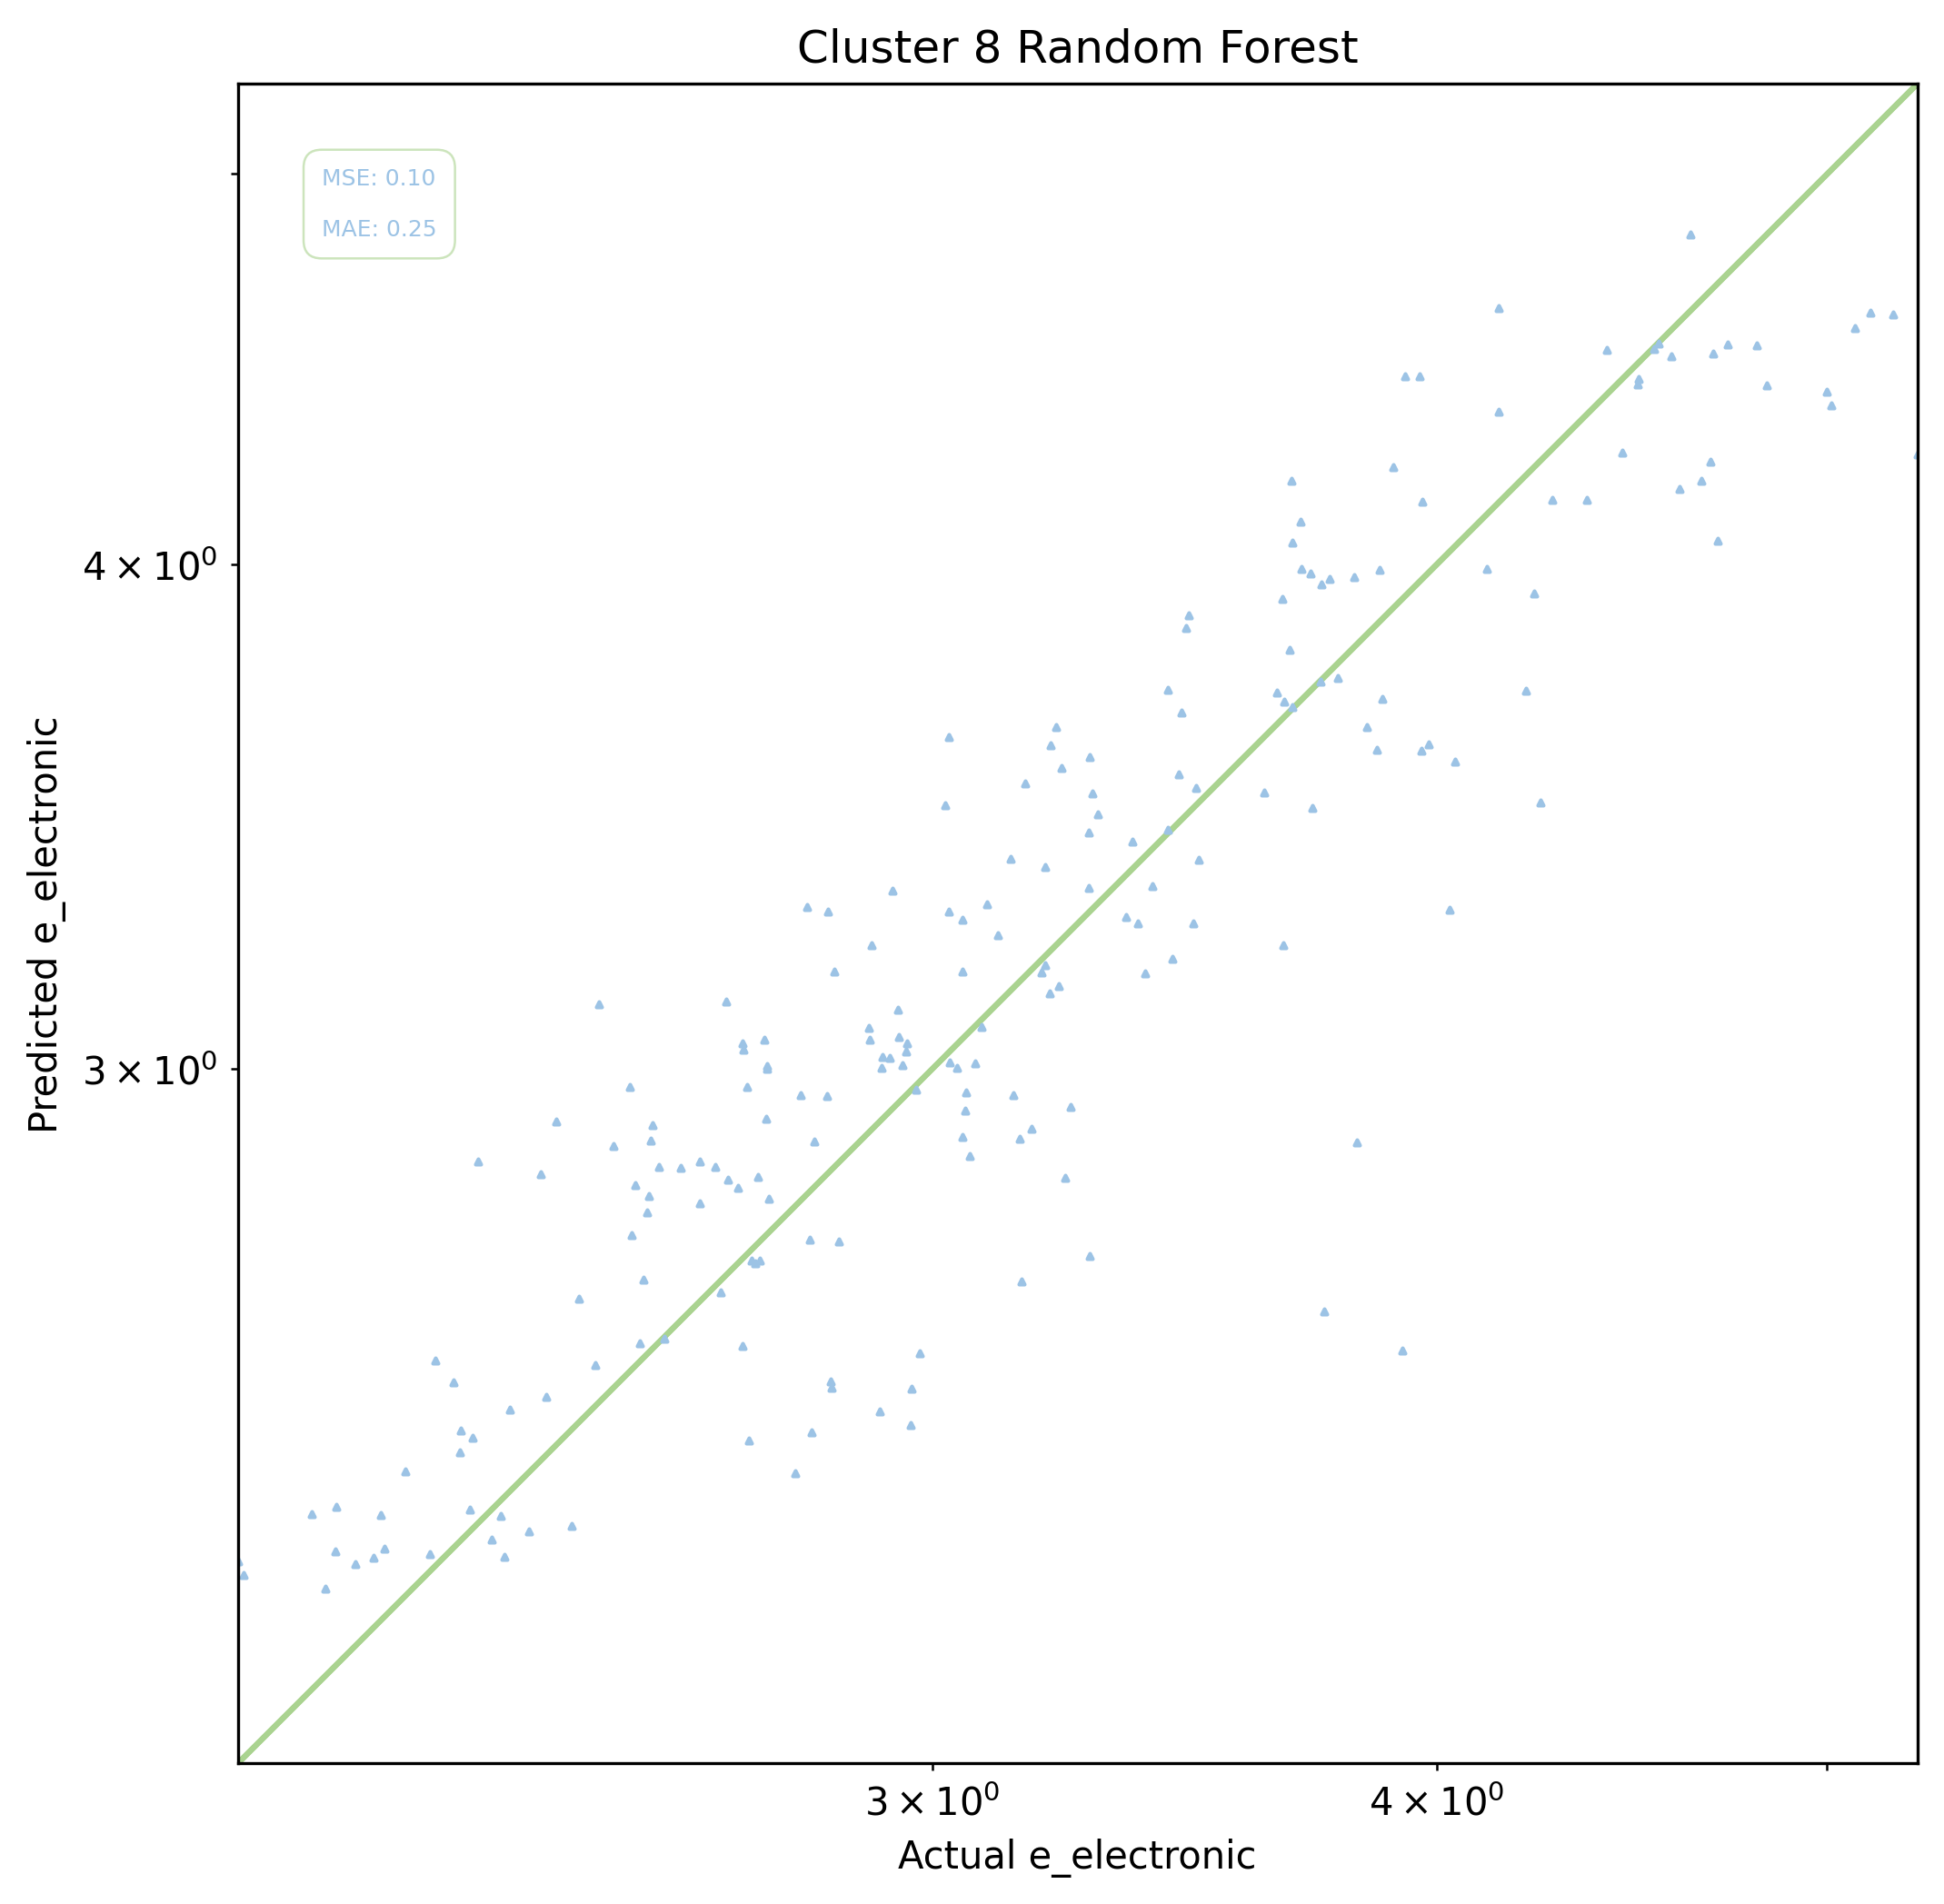 Cluster 8 Random Forest
MSE: 0.10
MAE: 0.25
4 × 10⁰
3 × 10⁰
Predicted e_electronic
3 × 10⁰
4 × 10⁰
Actual e_electronic